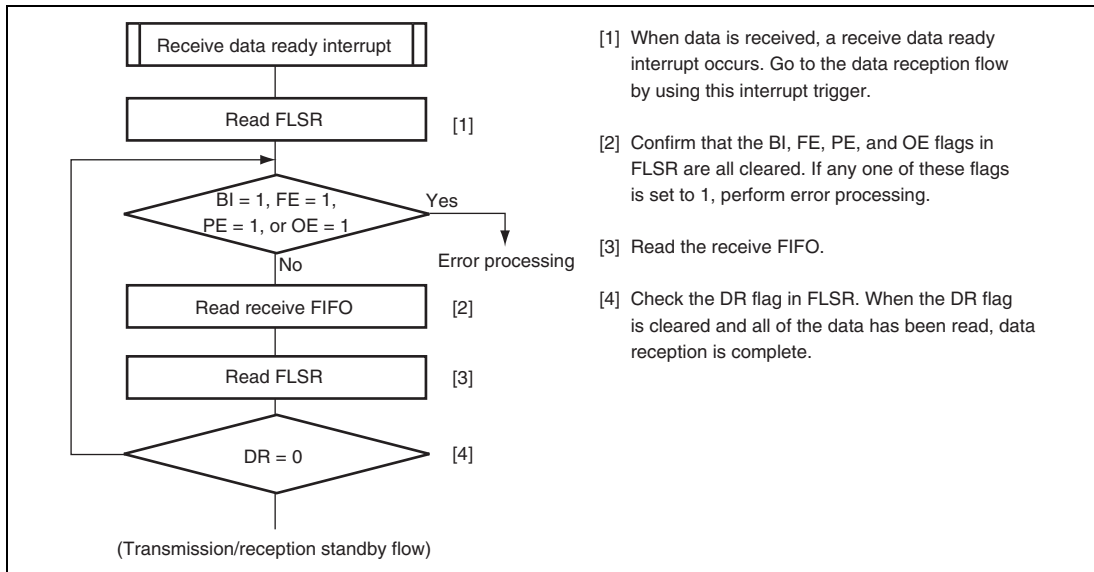 Receive data ready interrupt
Read FLSR
[1]
BI = 1, FE = 1,
PE = 1, or OE = 1
Yes
Error processing
No
Read receive FIFO
[2]
Read FLSR
[3]
DR = 0
[4]
(Transmission/reception standby flow)
[1] When data is received, a receive data ready
interrupt occurs. Go to the data reception flow
by using this interrupt trigger.
[2] Confirm that the BI, FE, PE, and OE flags in
FLSR are all cleared. If any one of these flags
is set to 1, perform error processing.
[3] Read the receive FIFO.
[4] Check the DR flag in FLSR. When the DR flag
is cleared and all of the data has been read, data
reception is complete.